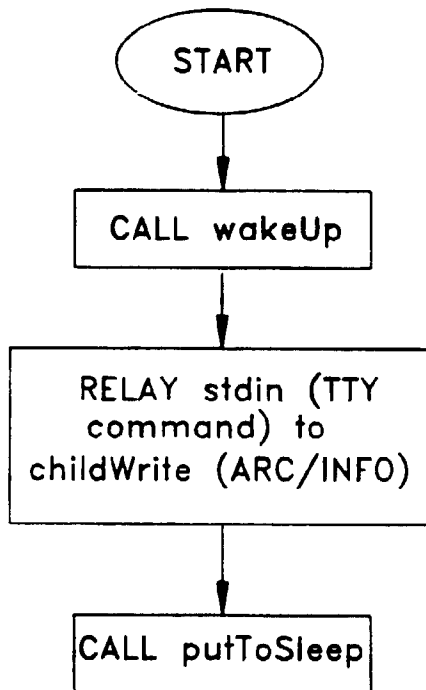 START
CALL wakeUp
RELAY stdin (TTY
command) to
childWrite (ARC/INFO)
CALL putToSleep